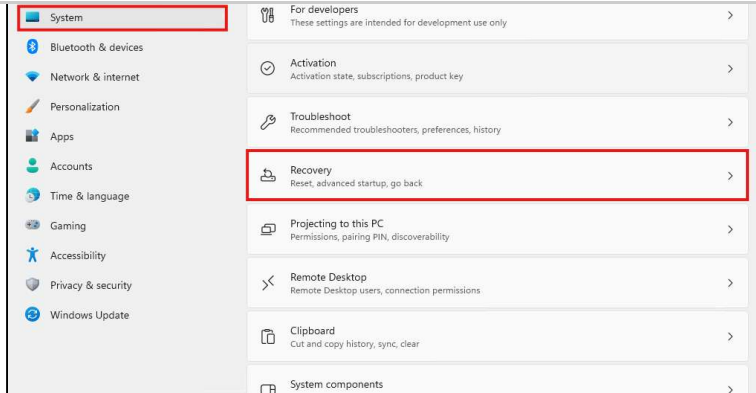 System
Bluetooth & devices
Network & internet
Personalization
Apps
Accounts
Time & language
Gaming
Accessibility
Privacy & security
Windows Update
For developers
These settings are intended for development use only
Activation
Activation state, subscriptions, product key
Troubleshoot
Recommended troubleshooters, preferences, history
Recovery
Reset, advanced startup, go back
Projecting to this PC
Permissions, pairing PIN, discoverability
Remote Desktop
Remote Desktop users, connection permissions
Clipboard
Cut and copy history, sync, clear
System components